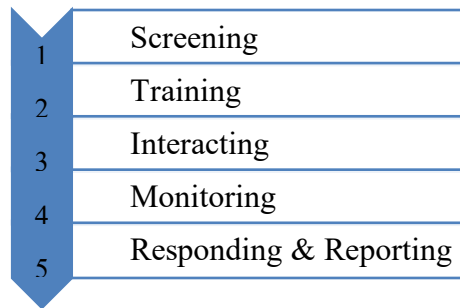 1 Screening
2 Training
3 Interacting
4 Monitoring
5 Responding & Reporting